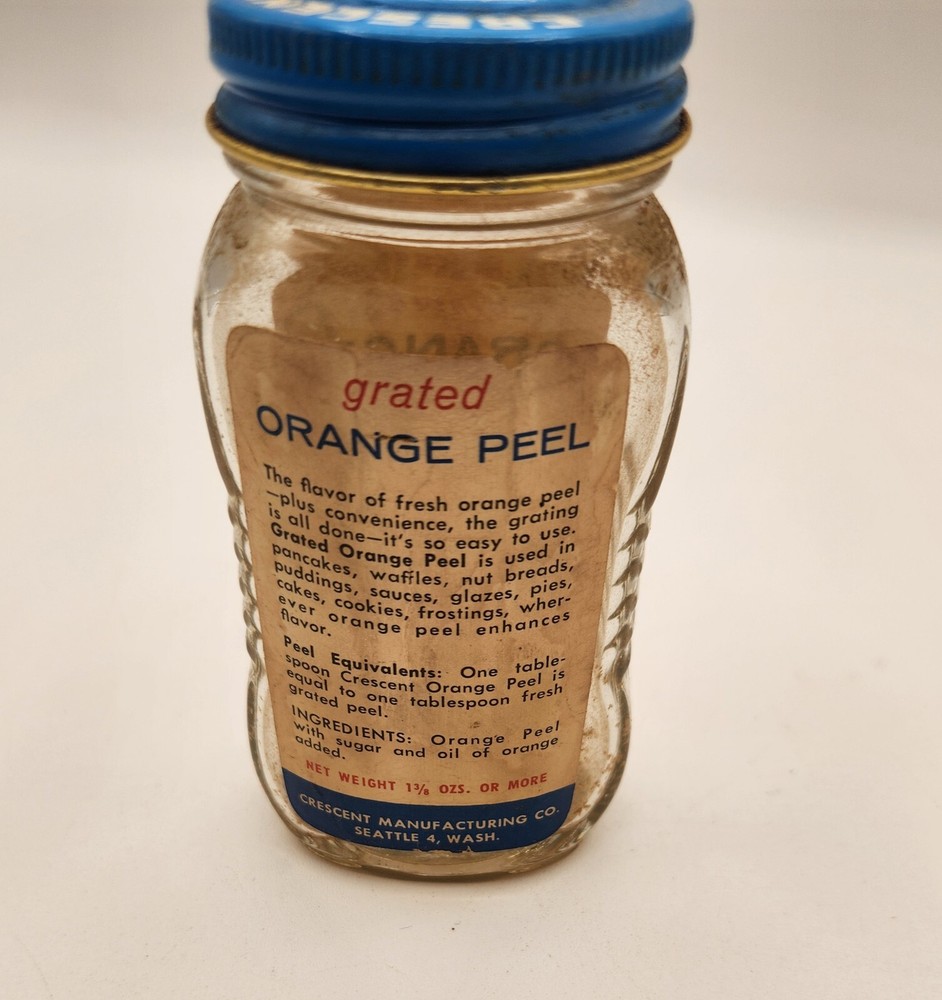 CRESCENT
grated
ORANGE PEEL
The flavor of fresh orange peel
—plus convenience, the grating
is all done—it's so easy to use.
Grated Orange Peel is used in
pancakes, waffles, nut breads,
puddings, sauces, glazes, pies,
cakes, cookies, frostings, wher-
ever orange peel enhances
flavor.
Peel Equivalents: One table-
spoon Crescent Orange Peel is
equal to one tablespoon fresh
grated peel.
INGREDIENTS: Orange Peel
with sugar and oil of orange
added.
NET WEIGHT 1⅜ OZS. OR MORE
CRESCENT MANUFACTURING CO.
SEATTLE 4, WASH.